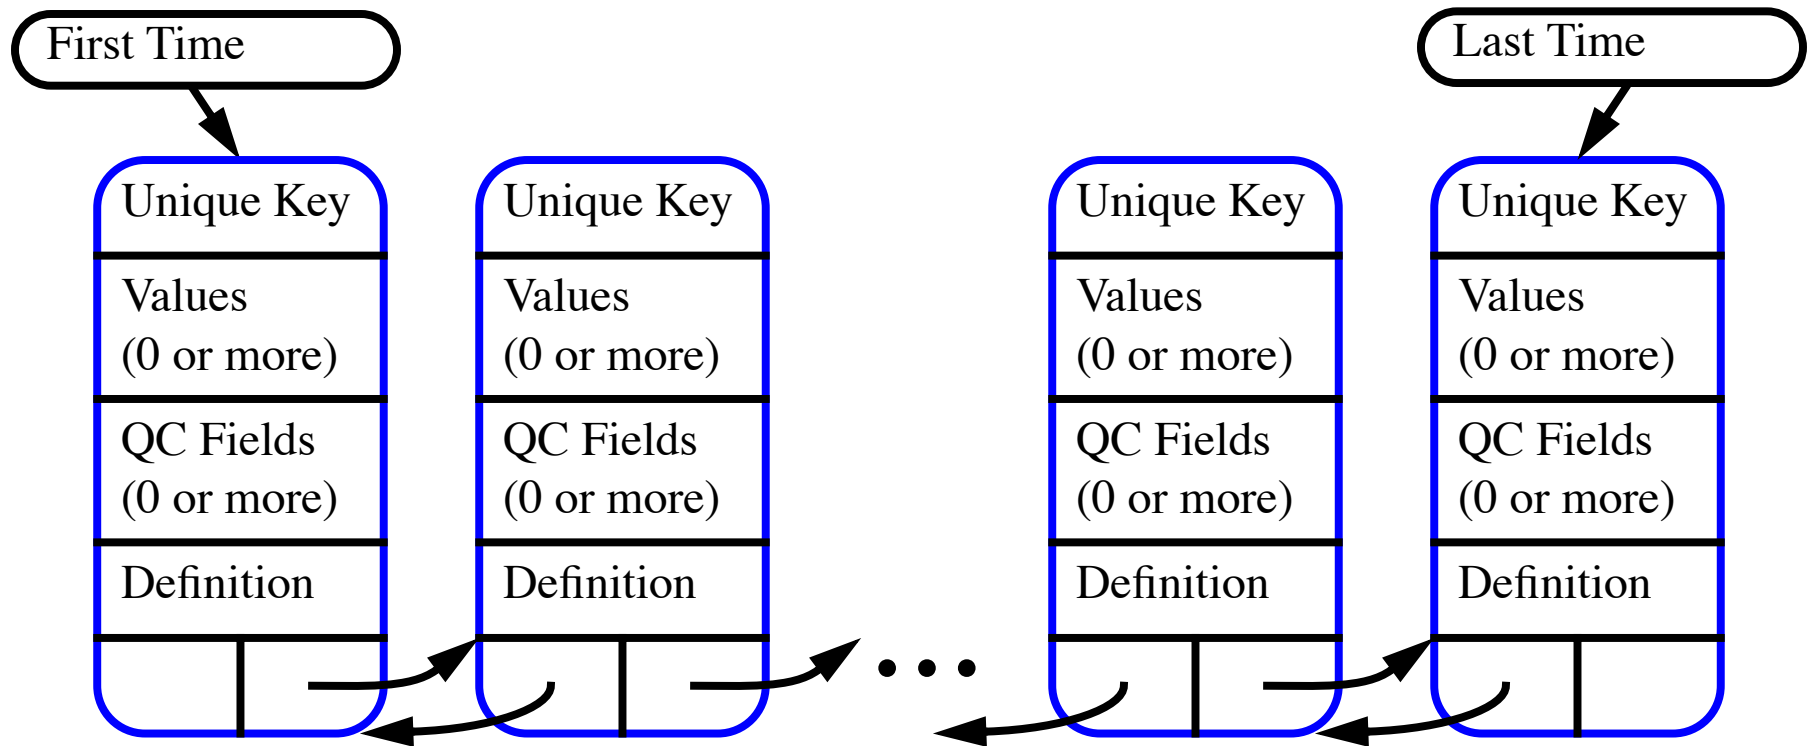 First Time
Last Time
Unique Key
Values
(0 or more)
QC Fields
(0 or more)
Definition
Unique Key
Values
(0 or more)
QC Fields
(0 or more)
Definition
Unique Key
Values
(0 or more)
QC Fields
(0 or more)
Definition
Unique Key
Values
(0 or more)
QC Fields
(0 or more)
Definition